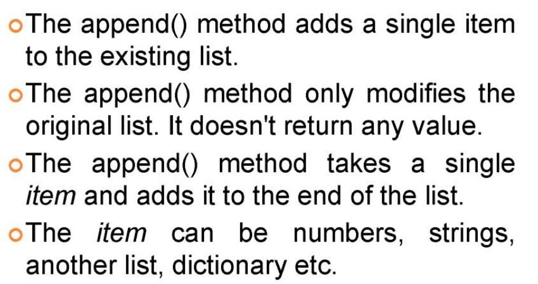 The append() method adds a single item
to the existing list.
The append() method only modifies the
original list. It doesn't return any value.
The append() method takes a single
item and adds it to the end of the list.
The item can be numbers, strings,
another list, dictionary etc.